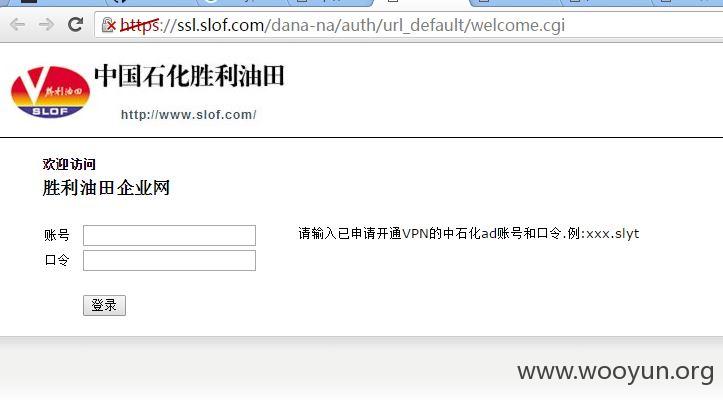 https://ssl.slof.com/dana-na/auth/url_default/welcome.cgi
胜利油田
SLOF
中国石化胜利油田
http://www.slof.com/
欢迎访问
胜利油田企业网
账号 请输入已申请开通VPN的中石化ad账号和口令.例:xxx.slyt
口令
登录
www.wooyun.org